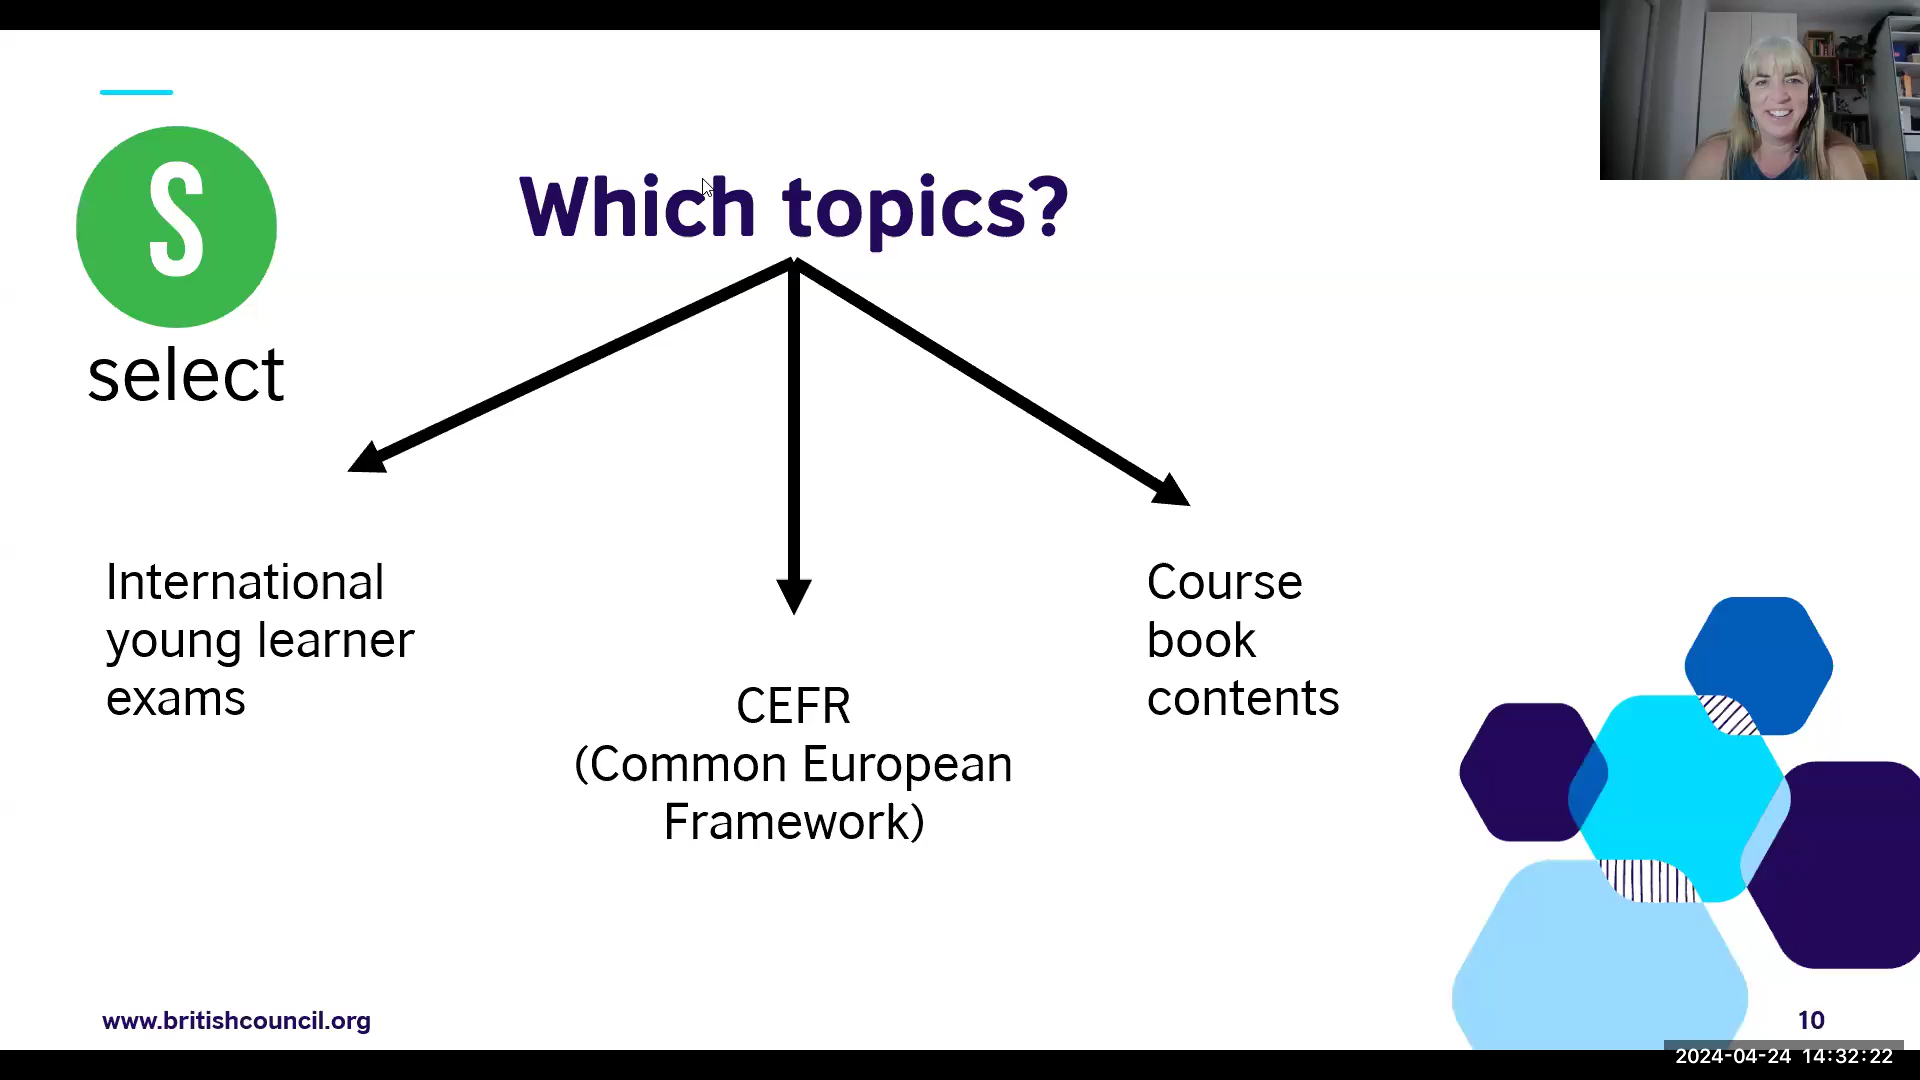 S
select
Which topics?
International
young learner
exams
CEFR
(Common European
Framework)
Course
book
contents
www.britishcouncil.org
10
2024-04-24 14:32:22